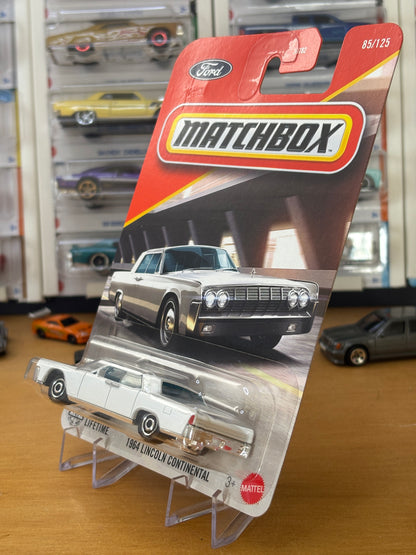 85/125
Ford
MATCHBOX
LIFETIME
1964 LINCOLN CONTINENTAL
3+
MATTEL